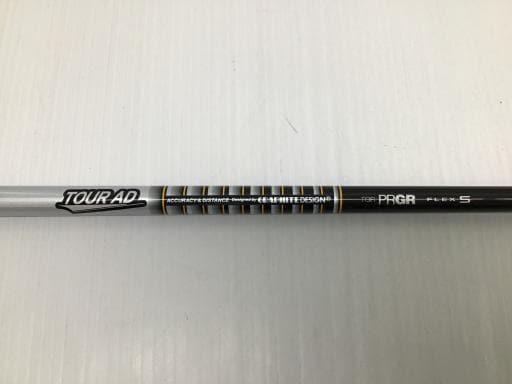 TOUR AD ACCURACY & DISTANCE Designed by GRAPHITE DESIGN® FOR PRGR FLEX S